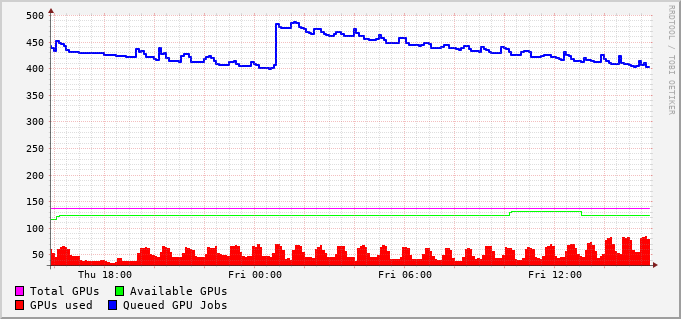 500
450
400
350
300
250
200
150
100
50
Thu 18:00 Fri 00:00 Fri 06:00 Fri 12:00
Total GPUs Available GPUs
GPUs used Queued GPU Jobs
RRDTOOL / TOBI OETIKER